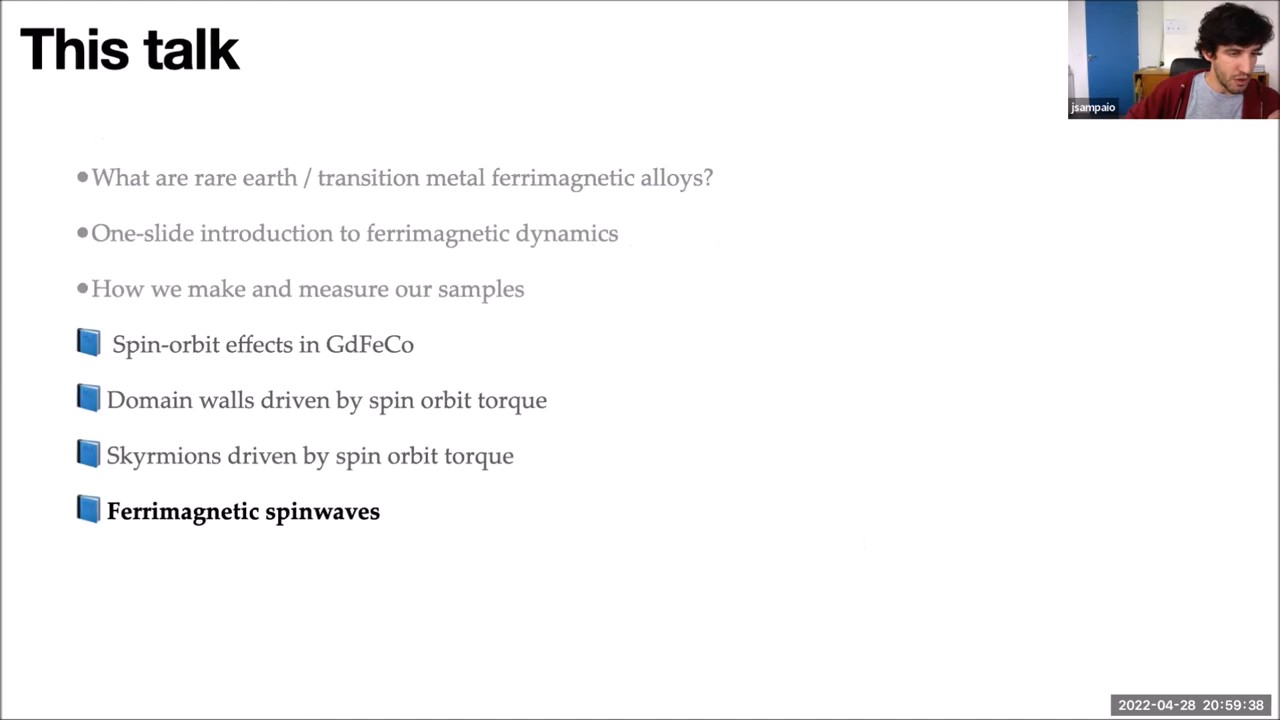 This talk
jsampaio
•What are rare earth / transition metal ferrimagnetic alloys?
•One-slide introduction to ferrimagnetic dynamics
•How we make and measure our samples
📘 Spin-orbit effects in GdFeCo
📘 Domain walls driven by spin orbit torque
📘 Skyrmions driven by spin orbit torque
📘 Ferrimagnetic spinwaves
2022-04-28 20:59:38